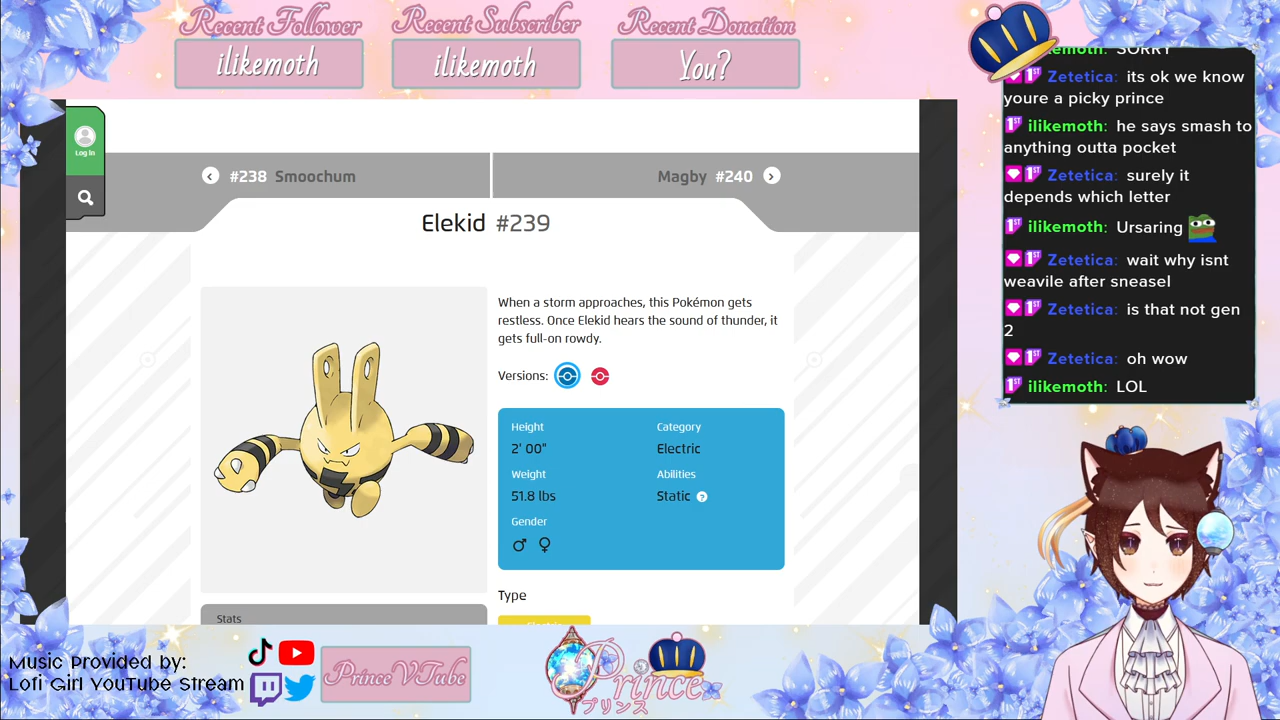 Recent Follower
ilikemoth
Recent Subscriber
ilikemoth
Recent Donation
You?
Log In
#238 Smoochum
Magby #240
Elekid #239
When a storm approaches, this Pokémon gets
restless. Once Elekid hears the sound of thunder, it
gets full-on rowdy.
Versions:
Height
2' 00"
Weight
51.8 lbs
Gender
Category
Electric
Abilities
Static ?
Type
Electric
Stats
ilikemoth: SORRY
Zetetica: its ok we know
youre a picky prince
ilikemoth: he says smash to
anything outta pocket
Zetetica: surely it
depends which letter
ilikemoth: Ursaring
Zetetica: wait why isnt
weavile after sneasel
Zetetica: is that not gen
2
Zetetica: oh wow
ilikemoth: LOL
Music Provided by:
Lofi Girl YouTube Stream
PrinceVTube
Prince
プリンス